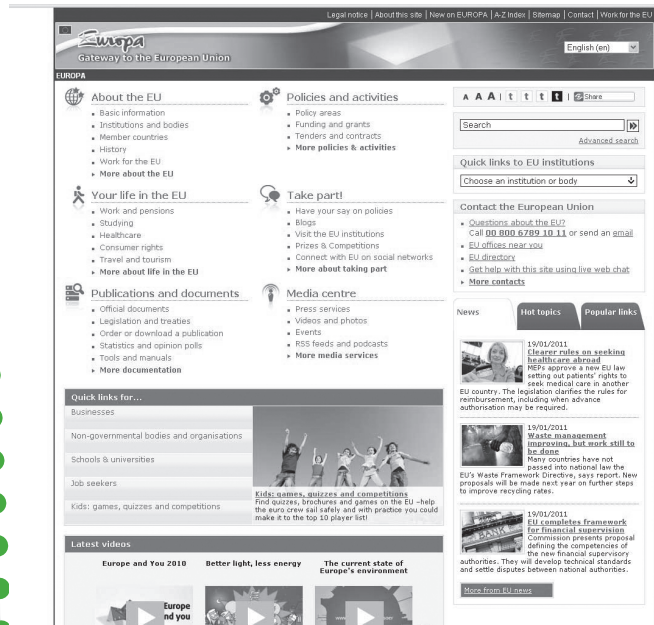 Legal notice | About this site | New on EUROPA | A-Z Index | Sitemap | Contact | Work for the EU
Europa
Gateway to the European Union
English (en)
EUROPA
About the EU
Basic information
Institutions and bodies
Member countries
History
Work for the EU
More about the EU
Policies and activities
Policy areas
Funding and grants
Tenders and contracts
More policies & activities
Your life in the EU
Work and pensions
Studying
Healthcare
Consumer rights
Travel and tourism
More about life in the EU
Take part!
Have your say on policies
Blogs
Visit the EU institutions
Prizes & Competitions
Connect with EU on social networks
More about taking part
Publications and documents
Official documents
Legislation and treaties
Order or download a publication
Statistics and opinion polls
Tools and manuals
More documentation
Media centre
Press services
Videos and photos
Events
RSS feeds and podcasts
More media services
Quick links for...
Businesses
Non-governmental bodies and organisations
Schools & universities
Job seekers
Kids: games, quizzes and competitions
Kids: games, quizzes and competitions
Find quizzes, brochures and games on the EU –help
the euro crew sail safely and with practice you could
make it to the top 10 player list!
Latest videos
Europe and You 2010
Better light, less energy
The current state of
Europe's environment
Europe
nd you
A A A | t t t t | Share
Search
Advanced search
Quick links to EU institutions
Choose an institution or body
Contact the European Union
Questions about the EU?
Call 00 800 6789 10 11 or send an email
EU offices near you
EU directory
Get help with this site using live web chat
More contacts
News
Hot topics
Popular links
19/01/2011
Clearer rules on seeking
healthcare abroad
MEPs approve a new EU law
setting out patients' rights to
seek medical care in another
EU country. The legislation clarifies the rules for
reimbursement, including when advance
authorisation may be required.
19/01/2011
Waste management
improving, but work still to
be done
Many countries have not
passed into national law the
EU's Waste Framework Directive, says report. New
proposals will be made next year on further steps
to improve recycling rates.
BANK
19/01/2011
EU completes framework
for financial supervision
Commission presents proposal
defining the competencies of
the new financial supervisory
authorities. They will develop technical standards
and settle disputes between national authorities.
More from EU news